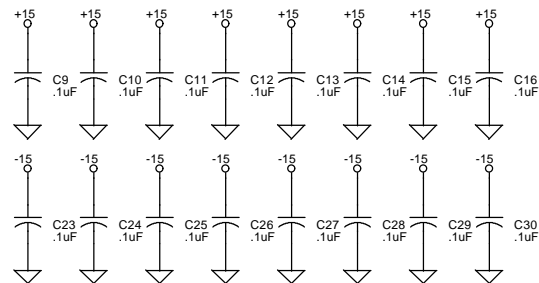 +15 +15 +15 +15 +15 +15 +15 +15
C9 C10 C11 C12 C13 C14 C15 C16
.1uF .1uF .1uF .1uF .1uF .1uF .1uF .1uF
-15 -15 -15 -15 -15 -15 -15 -15
C23 C24 C25 C26 C27 C28 C29 C30
.1uF .1uF .1uF .1uF .1uF .1uF .1uF .1uF